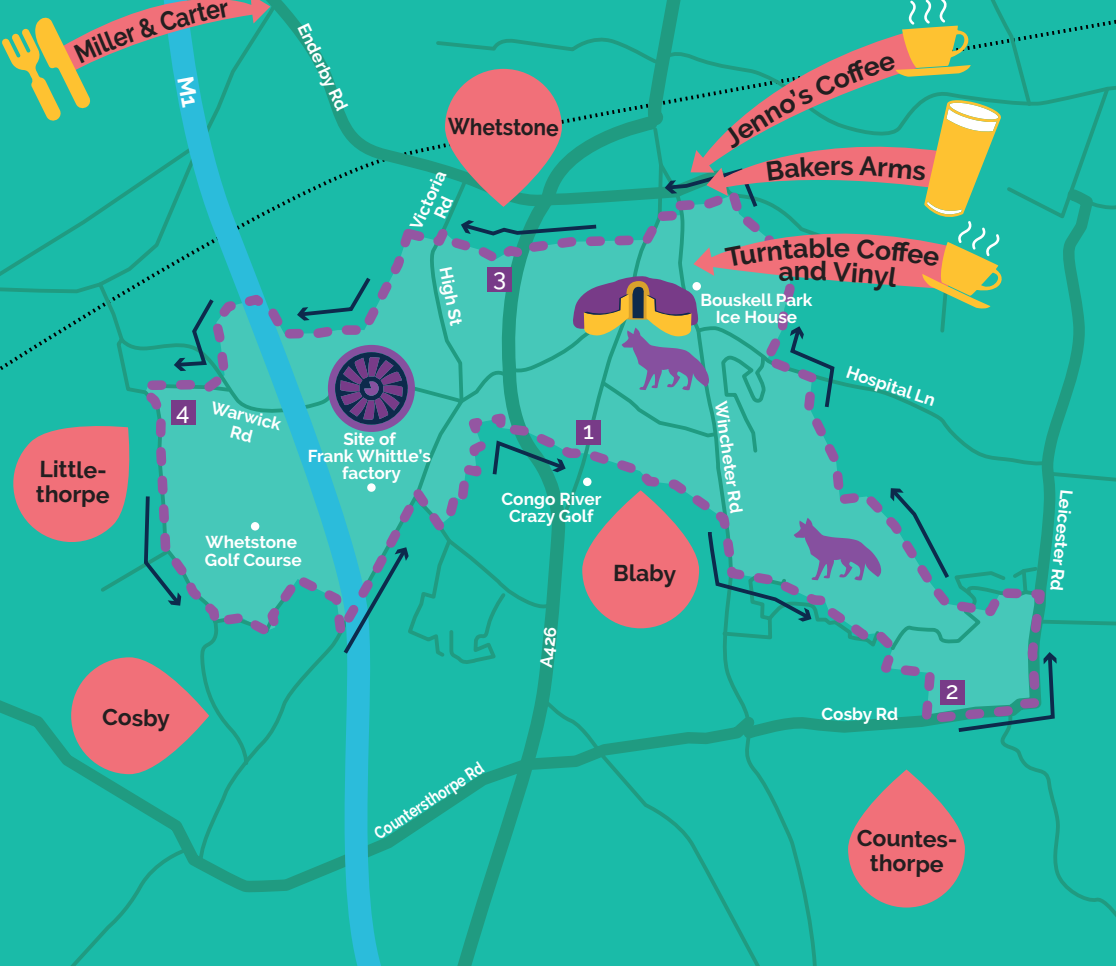 Miller & Carter
M1
Enderby Rd
Whetstone
Jenno's Coffee
Bakers Arms
Turntable Coffee
and Vinyl
Victoria
Rd
High St
3
Bouskell Park
Ice House
Hospital Ln
4
Warwick
Rd
Site of
Frank Whittle's
factory
1
Wincheter Rd
Little-
thorpe
Congo River
Crazy Golf
Leicester Rd
Whetstone
Golf Course
Blaby
A426
Cosby
2
Cosby Rd
Countersthorpe Rd
Countes-
thorpe